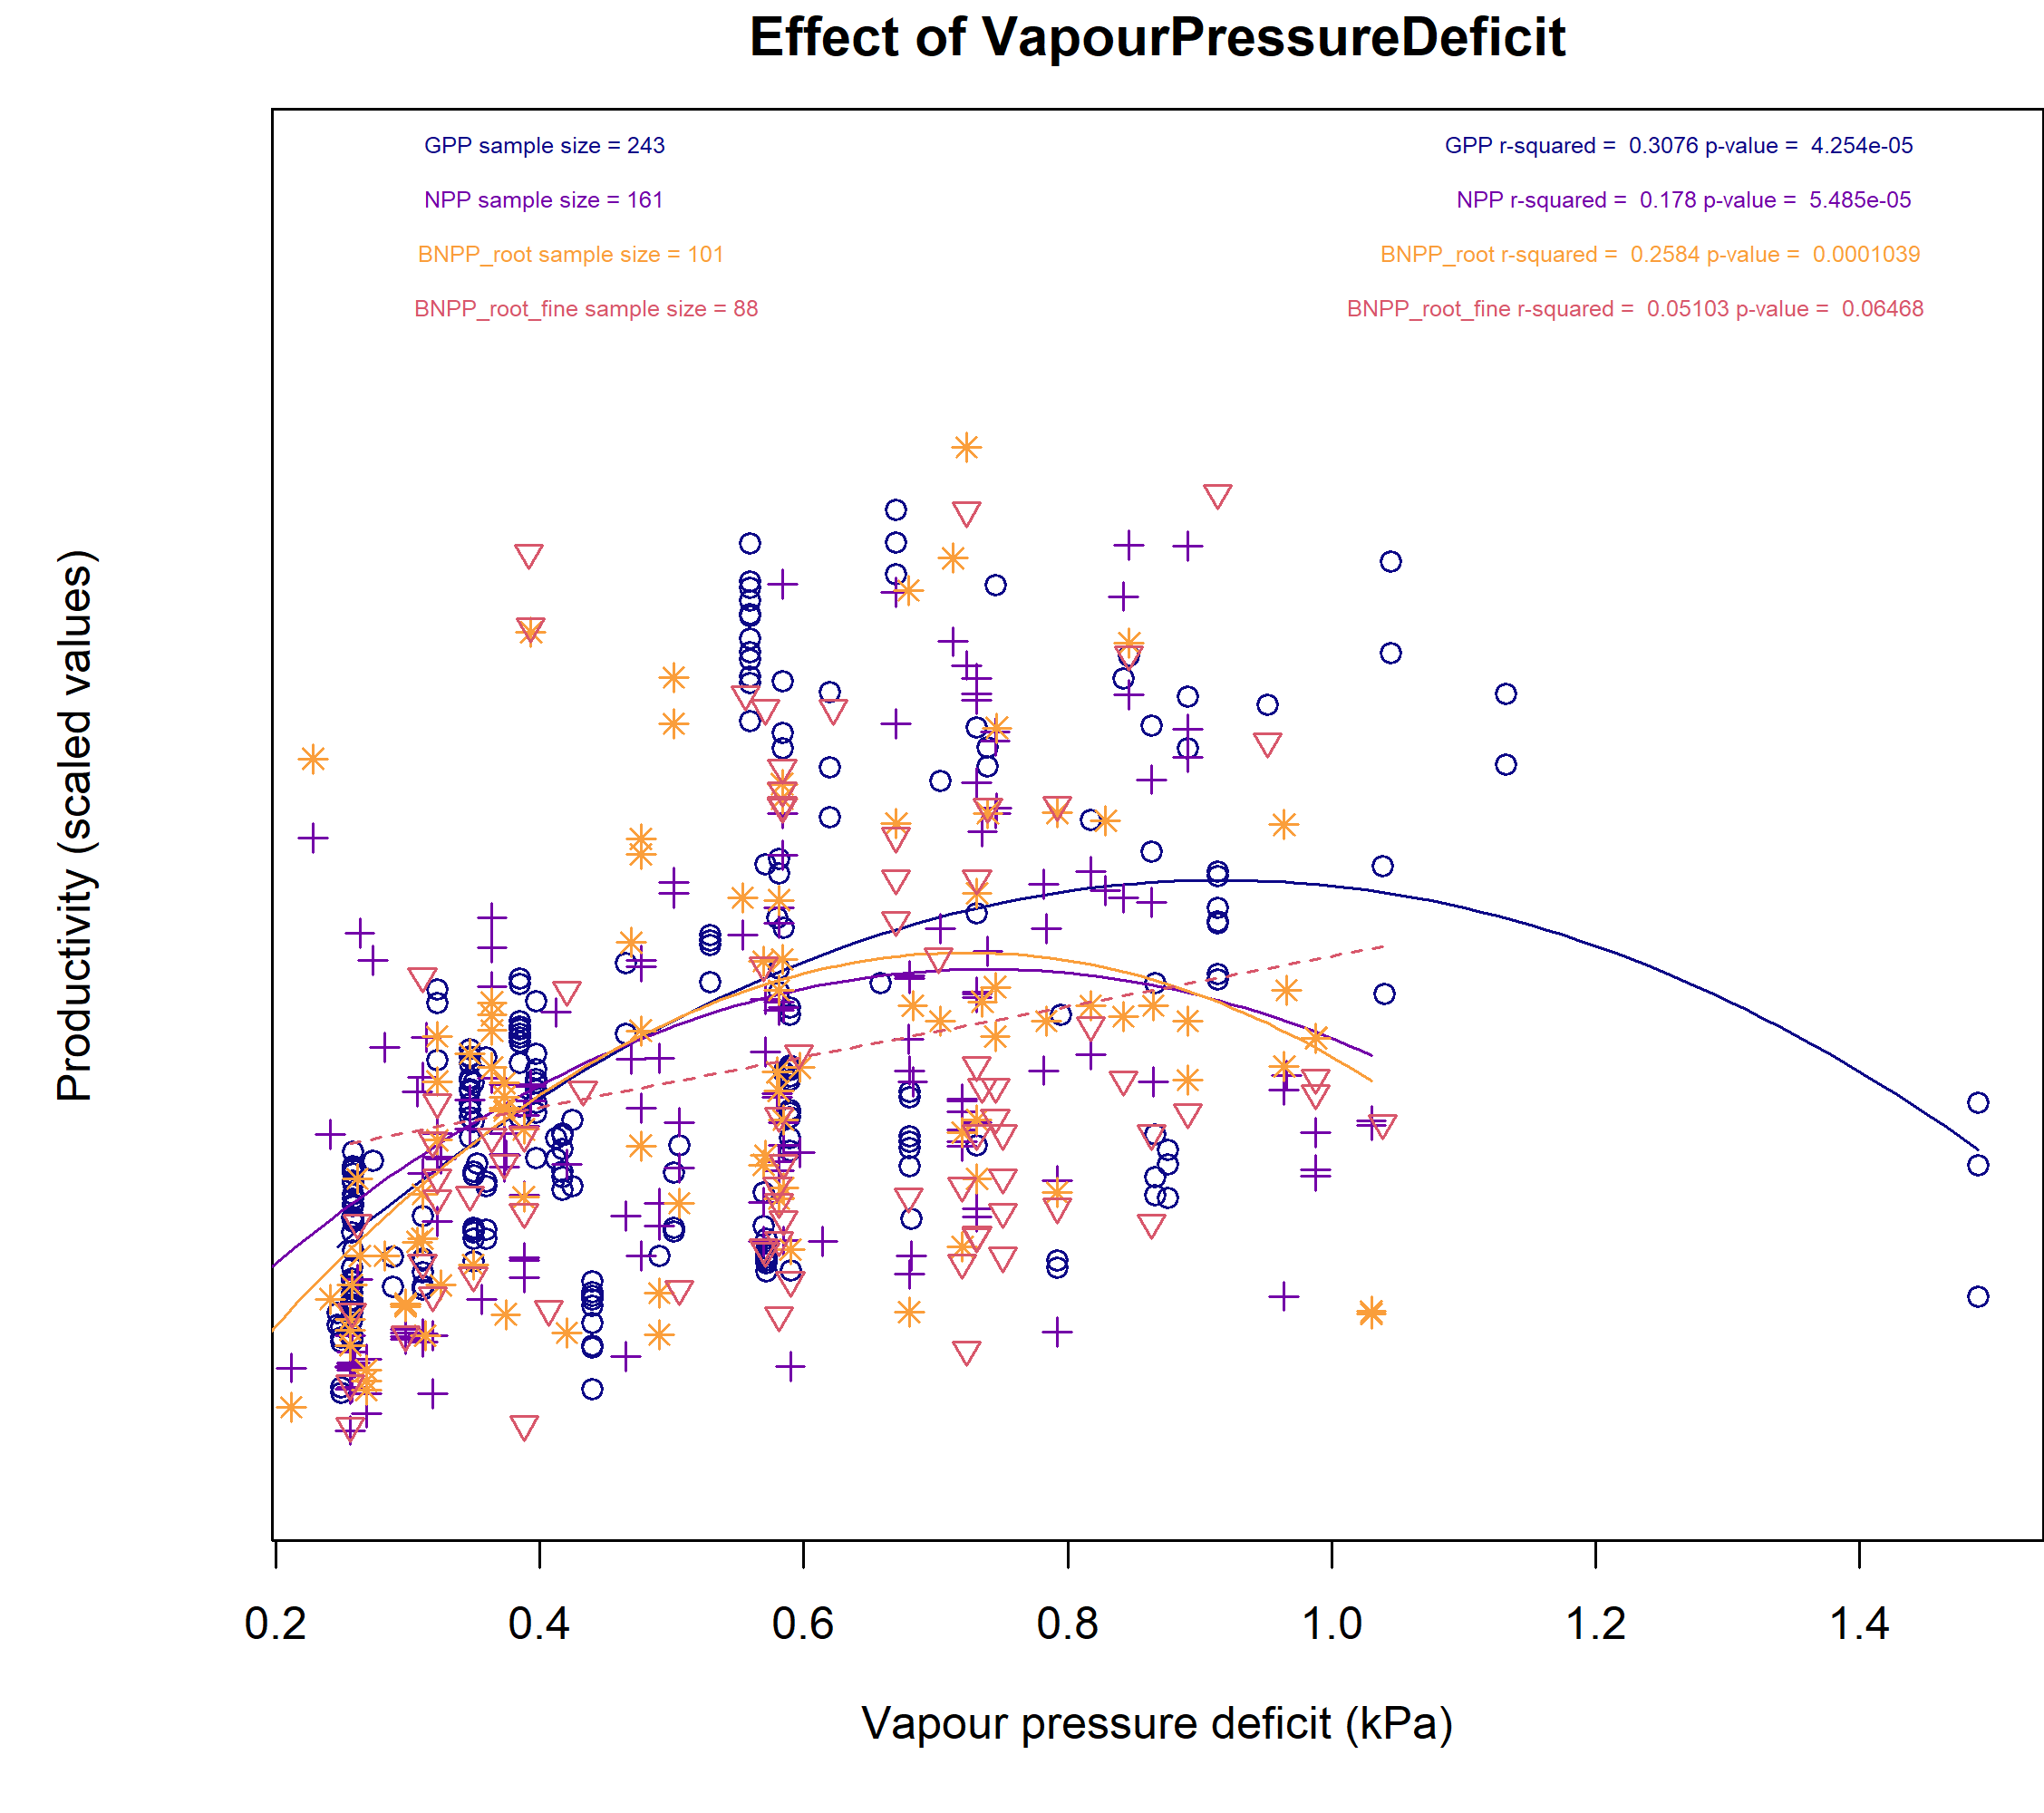 Effect of VapourPressureDeficit
GPP sample size = 243
GPP r-squared =  0.3076 p-value =  4.254e-05
NPP sample size = 161
NPP r-squared =  0.178 p-value =  5.485e-05
BNPP_root sample size = 101
BNPP_root r-squared =  0.2584 p-value =  0.0001039
BNPP_root_fine sample size = 88
BNPP_root_fine r-squared =  0.05103 p-value =  0.06468
Productivity (scaled values)
0.2 0.4 0.6 0.8 1.0 1.2 1.4
Vapour pressure deficit (kPa)